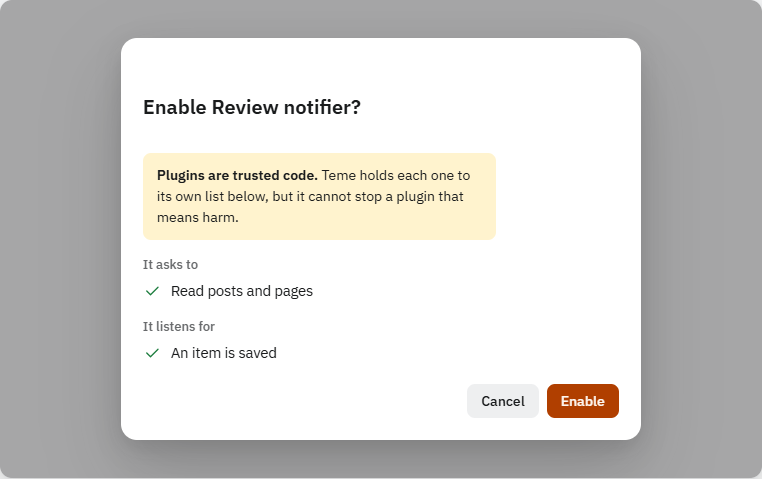 Enable Review notifier?
Plugins are trusted code. Teme holds each one to
its own list below, but it cannot stop a plugin that
means harm.
It asks to
Read posts and pages
It listens for
An item is saved
Cancel
Enable